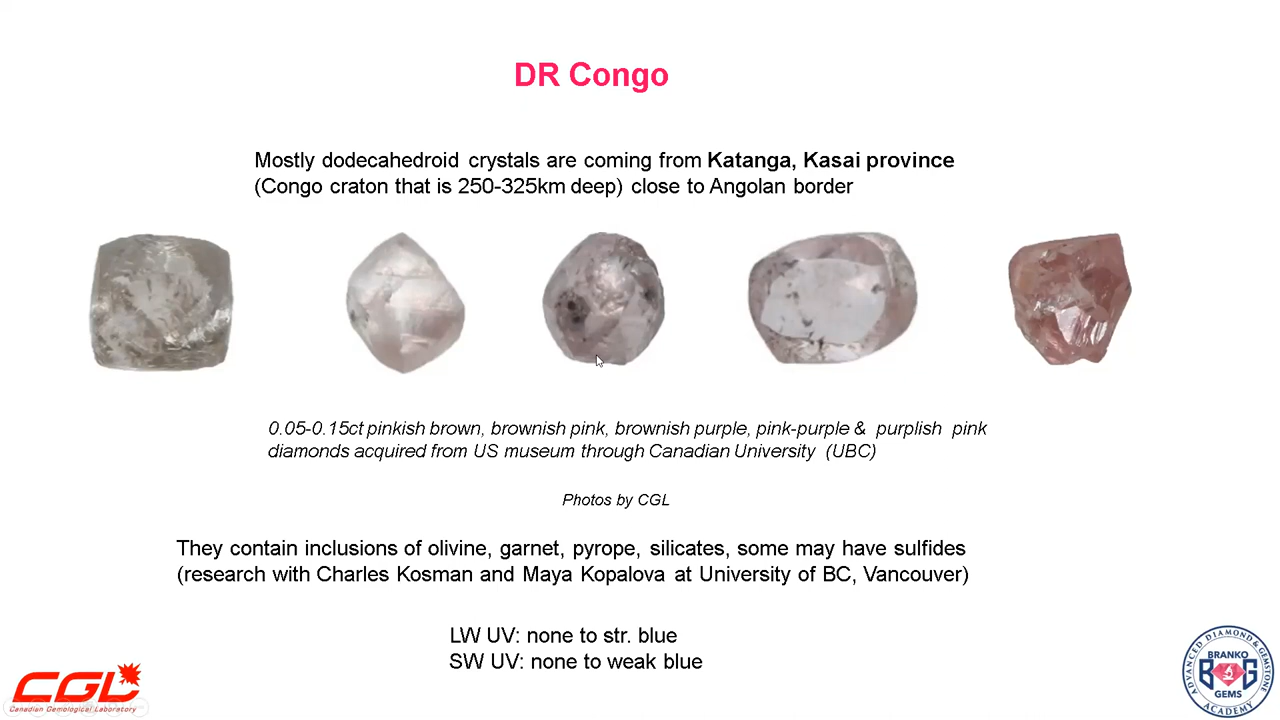 DR Congo
Mostly dodecahedroid crystals are coming from Katanga, Kasai province
(Congo craton that is 250-325km deep) close to Angolan border
0.05-0.15ct pinkish brown, brownish pink, brownish purple, pink-purple & purplish pink
diamonds acquired from US museum through Canadian University (UBC)
Photos by CGL
They contain inclusions of olivine, garnet, pyrope, silicates, some may have sulfides
(research with Charles Kosman and Maya Kopalova at University of BC, Vancouver)
LW UV: none to str. blue
SW UV: none to weak blue
CGL
Canadian Gemological Laboratory
ADVANCED DIAMOND & GEMSTONE
BRANKO
B G
GEMS
ACADEMY